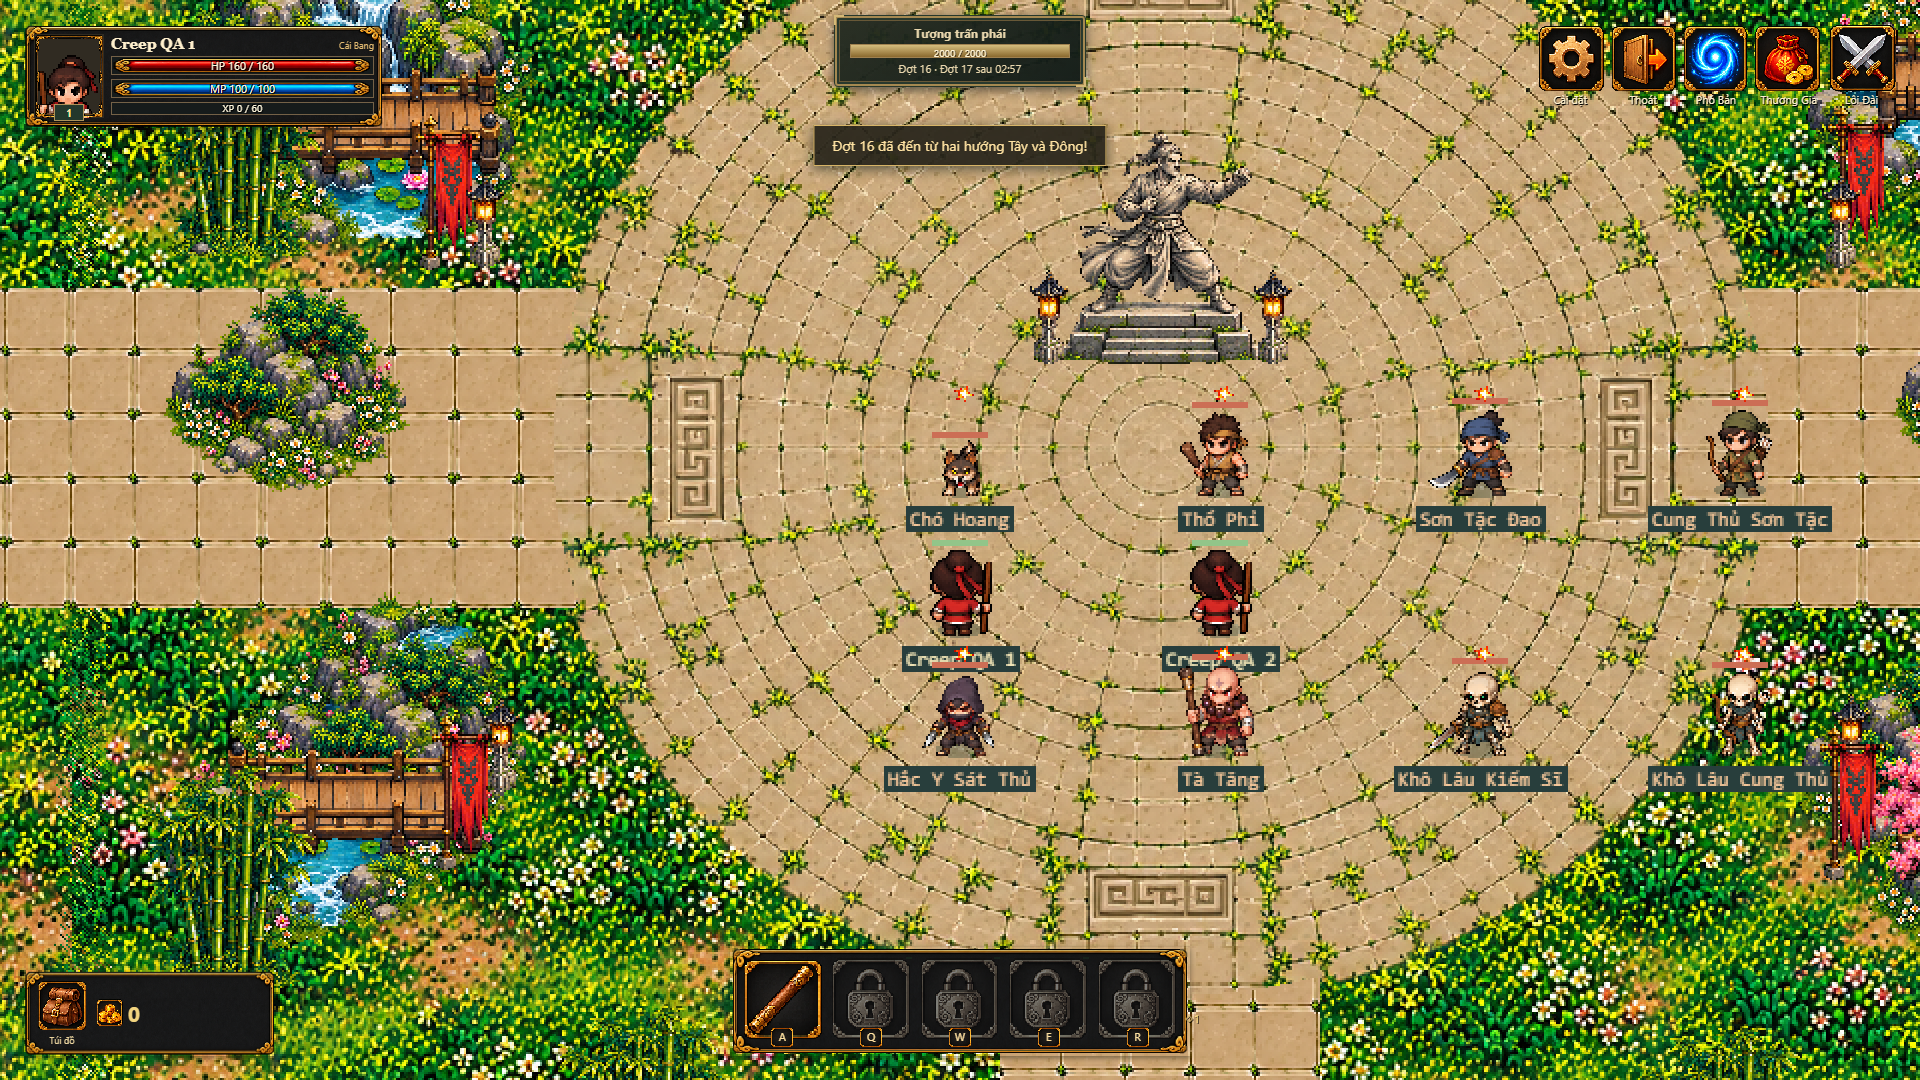 Creep QA 1
Cái Bang
HP 160 / 160
MP 100 / 100
XP 0 / 60
1
Tượng trấn phái
2000 / 2000
Đợt 16 · Đợt 17 sau 02:57
Đợt 16 đã đến từ hai hướng Tây và Đông!
Cài đặt
Thoát
Phó Bản
Thương Gia
Lôi Đài
Chó Hoang
Thổ Phỉ
Sơn Tặc Đao
Cung Thủ Sơn Tặc
Creep QA 1
Creep QA 2
Hắc Y Sát Thủ
Tà Tăng
Khô Lâu Kiếm Sĩ
Khô Lâu Cung Thủ
0
Túi đồ
A
Q
W
E
R